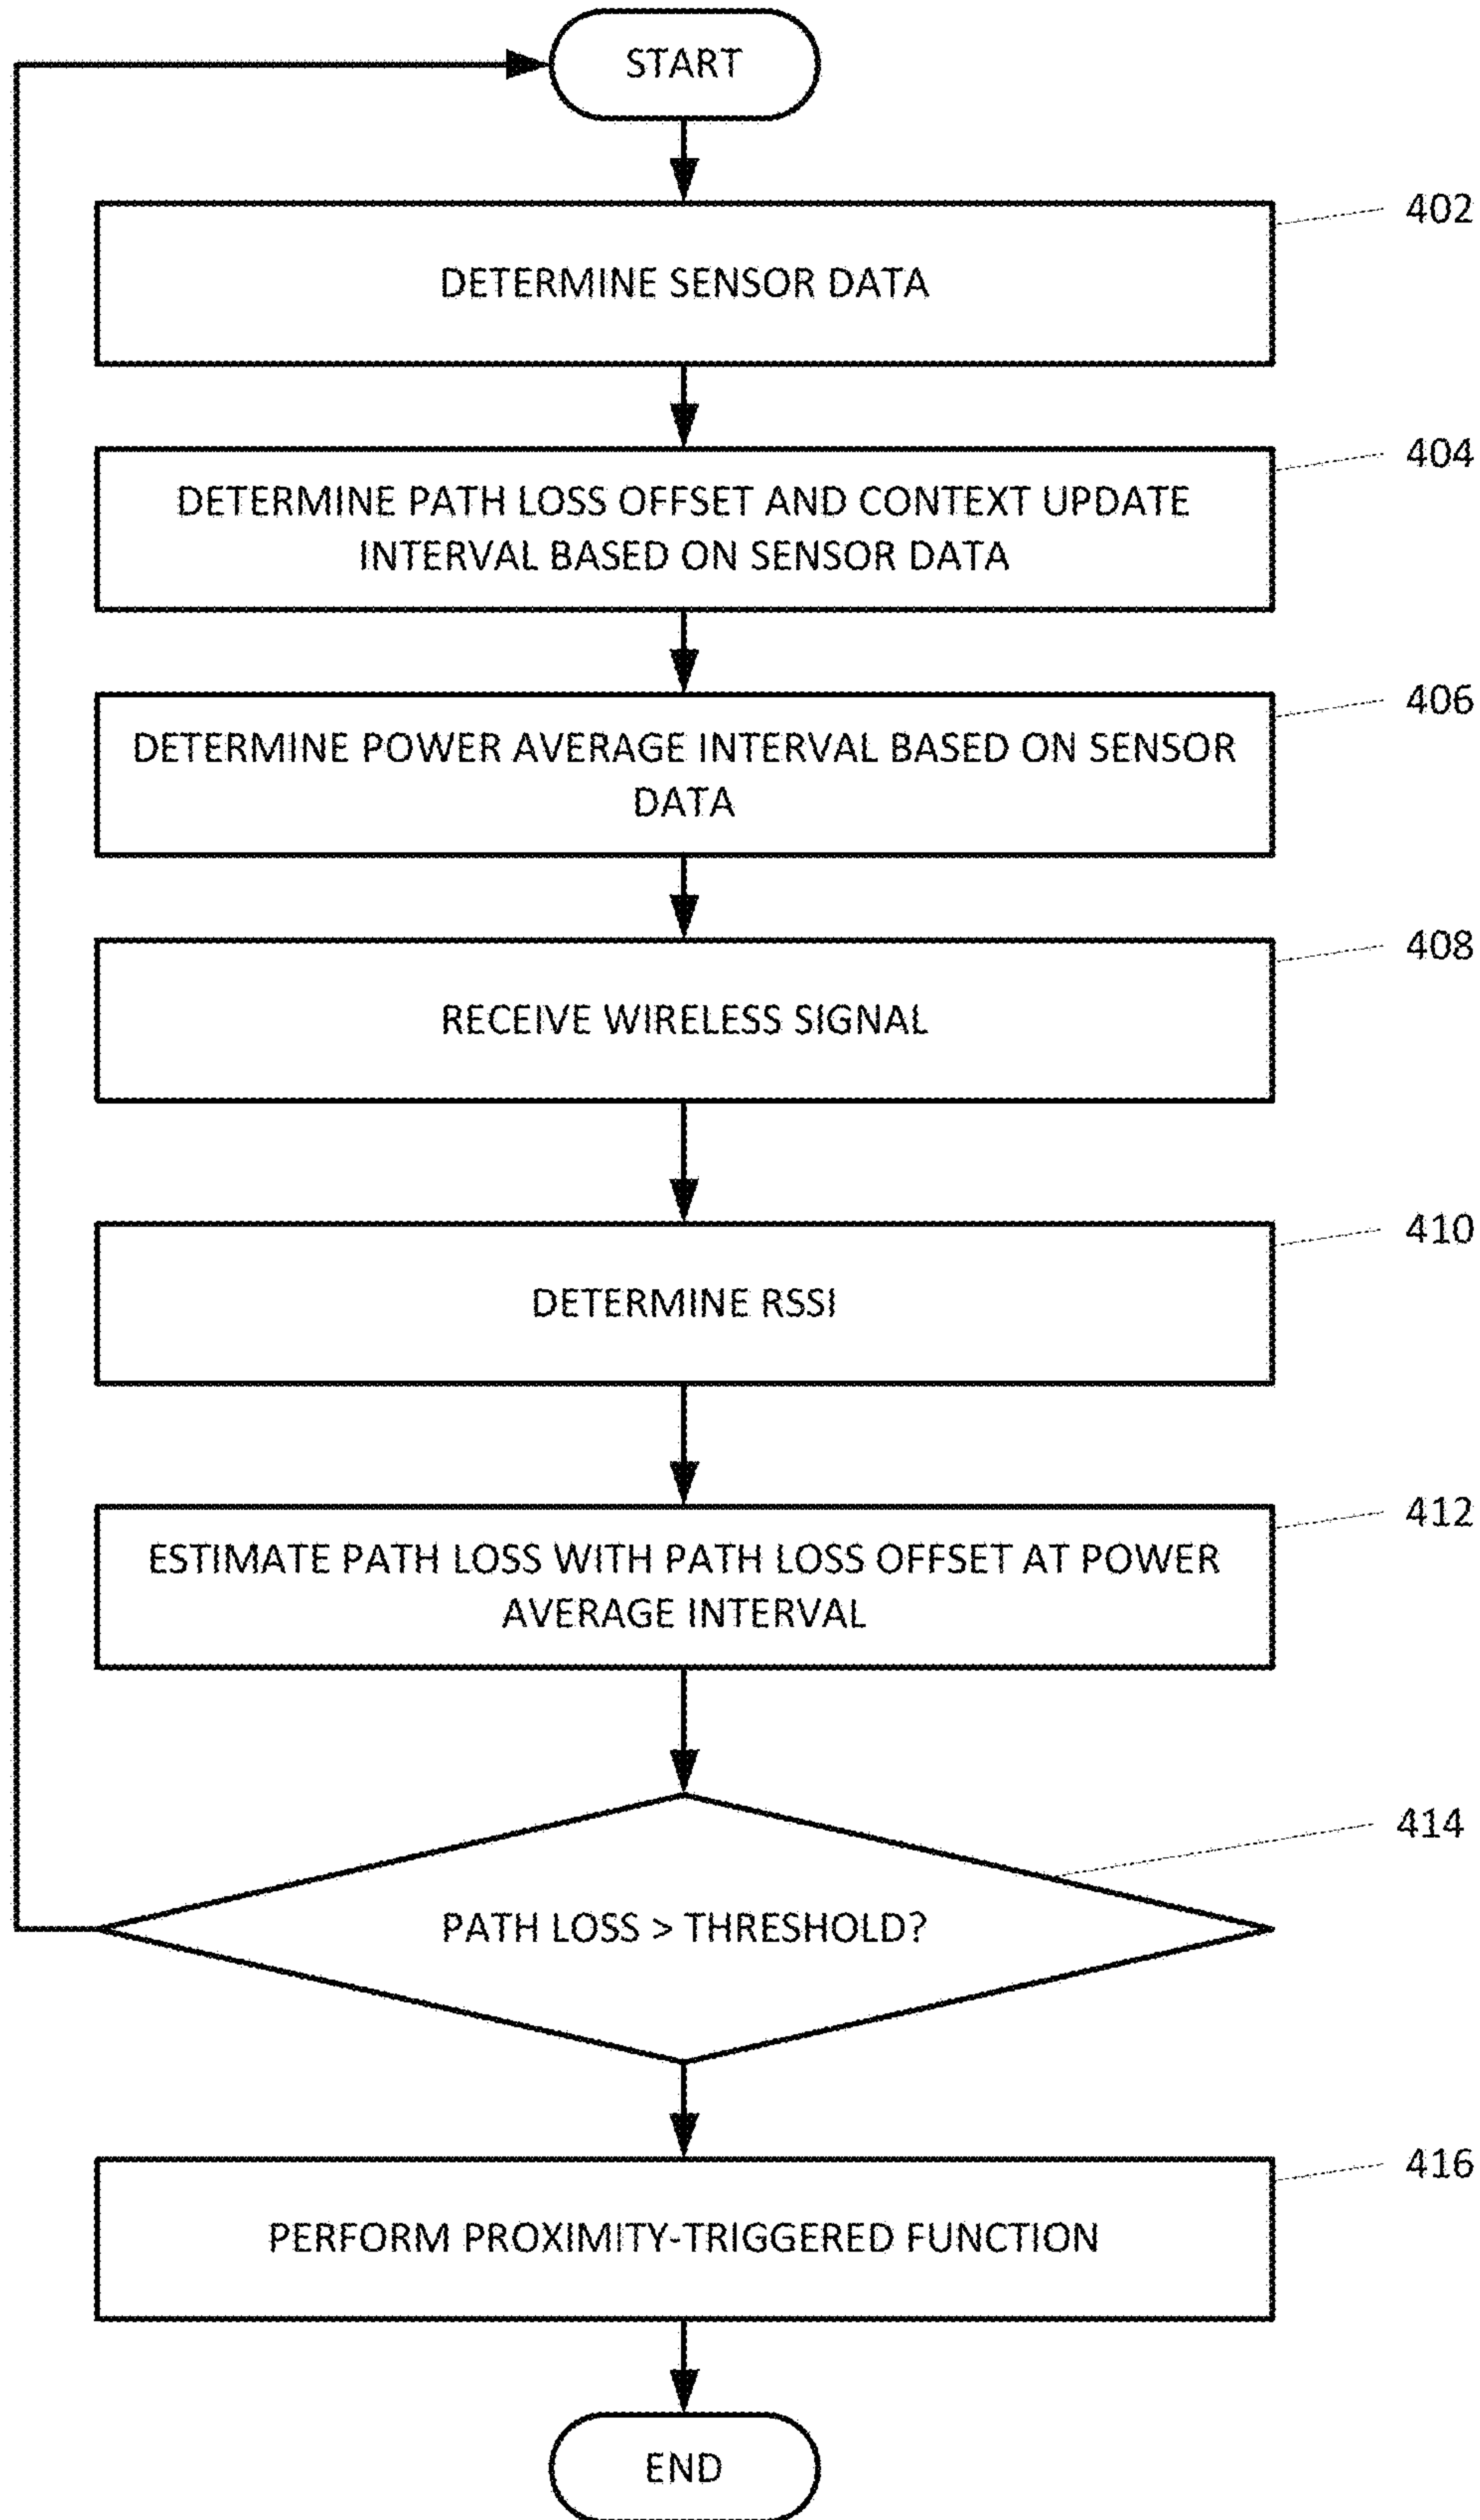 START
402
DETERMINE SENSOR DATA
404
DETERMINE PATH LOSS OFFSET AND CONTEXT UPDATE
INTERVAL BASED ON SENSOR DATA
406
DETERMINE POWER AVERAGE INTERVAL BASED ON SENSOR
DATA
408
RECEIVE WIRELESS SIGNAL
410
DETERMINE RSSI
412
ESTIMATE PATH LOSS WITH PATH LOSS OFFSET AT POWER
AVERAGE INTERVAL
414
PATH LOSS > THRESHOLD?
416
PERFORM PROXIMITY-TRIGGERED FUNCTION
END